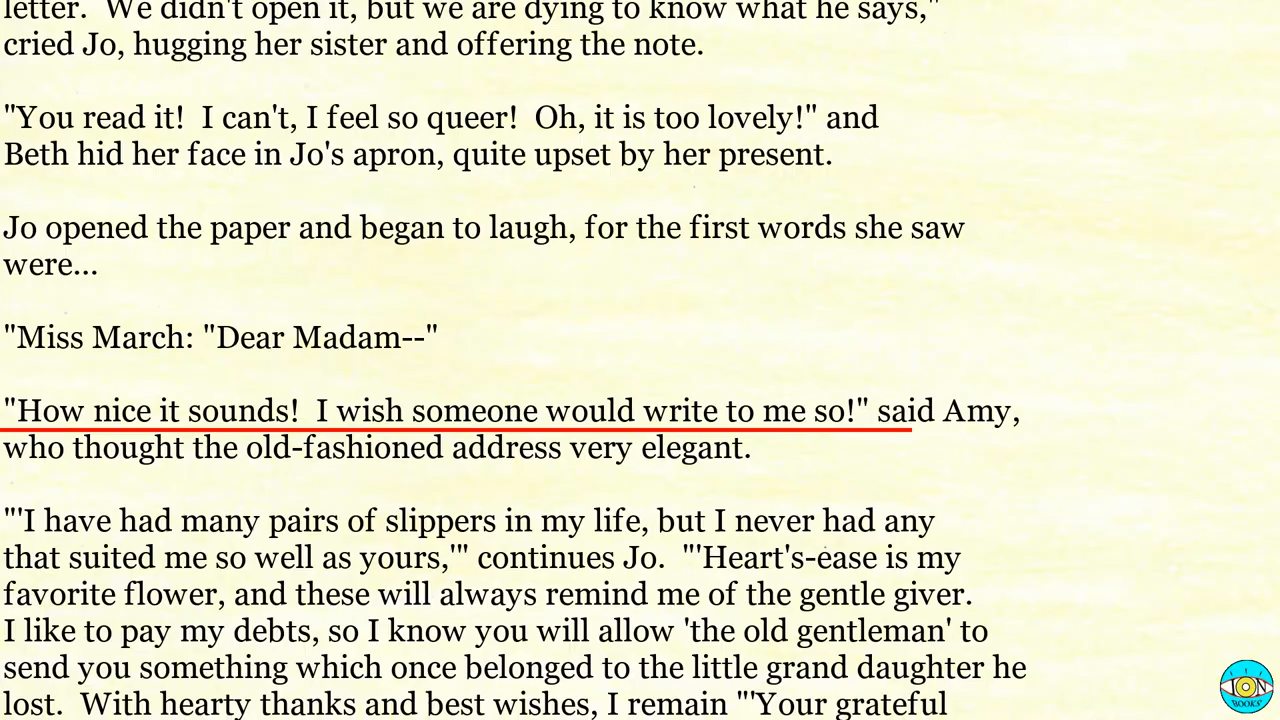 letter.  We didn't open it, but we are dying to know what he says,"
cried Jo, hugging her sister and offering the note.
"You read it!  I can't, I feel so queer!  Oh, it is too lovely!" and
Beth hid her face in Jo's apron, quite upset by her present.
Jo opened the paper and began to laugh, for the first words she saw
were...
"Miss March: "Dear Madam--"
"How nice it sounds!  I wish someone would write to me so!" said Amy,
who thought the old-fashioned address very elegant.
"'I have had many pairs of slippers in my life, but I never had any
that suited me so well as yours,'" continues Jo.  "'Heart's-ease is my
favorite flower, and these will always remind me of the gentle giver.
I like to pay my debts, so I know you will allow 'the old gentleman' to
send you something which once belonged to the little grand daughter he
lost.  With hearty thanks and best wishes, I remain "'Your grateful
ION
BOOKS